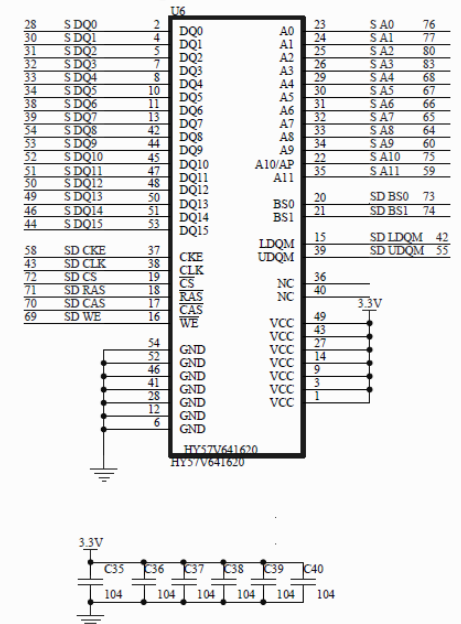 U6
28 S DQ0 2 DQ0 A0 23 S A0 76
30 S DQ1 4 DQ1 A1 24 S A1 77
31 S DQ2 5 DQ2 A2 25 S A2 80
32 S DQ3 7 DQ3 A3 26 S A3 83
33 S DQ4 8 DQ4 A4 29 S A4 68
34 S DQ5 10 DQ5 A5 30 S A5 67
38 S DQ6 11 DQ6 A6 31 S A6 66
39 S DQ7 13 DQ7 A7 32 S A7 65
54 S DQ8 42 DQ8 A8 33 S A8 64
53 S DQ9 44 DQ9 A9 34 S A9 60
52 S DQ10 45 DQ10 A10/AP 22 S A10 75
51 S DQ11 47 DQ11 A11 35 S A11 59
50 S DQ12 48 DQ12
49 S DQ13 50 DQ13 BS0 20 SD BS0 73
46 S DQ14 51 DQ14 BS1 21 SD BS1 74
44 S DQ15 53 DQ15
LDQM 15 SD LDQM 42
58 SD CKE 37 CKE UDQM 39 SD UDQM 55
43 SD CLK 38 CLK
72 SD CS 19 CS NC 36
71 SD RAS 18 RAS NC 40
70 SD CAS 17 CAS 3.3V
69 SD WE 16 WE VCC 49
VCC 43
54 GND VCC 27
52 GND VCC 14
46 GND VCC 9
41 GND VCC 3
28 GND VCC 1
12 GND
6 GND
HY57V641620
HY57V641620
3.3V
C35 C36 C37 C38 C39 C40
104 104 104 104 104 104